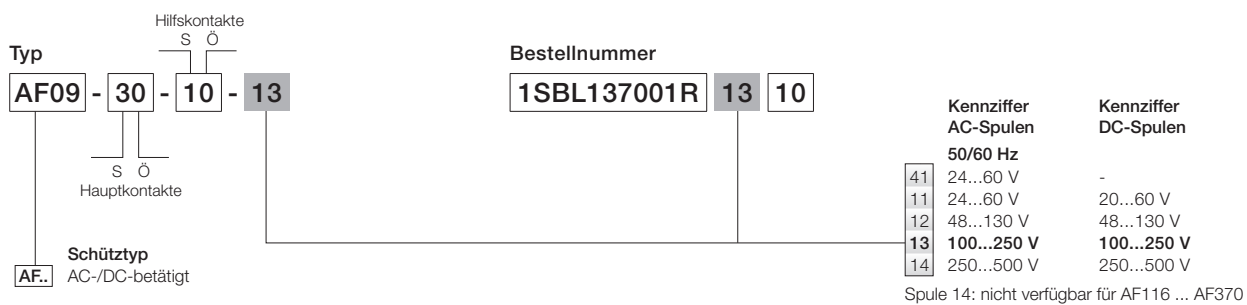 Hilfskontakte
S Ö
Typ
AF09 - 30 - 10 - 13
S Ö
Hauptkontakte
Schütztyp
AF.. AC-/DC-betätigt
Bestellnummer
1SBL137001R 13 10
Kennziffer Kennziffer
AC-Spulen DC-Spulen
50/60 Hz
41 24...60 V -
11 24...60 V 20...60 V
12 48...130 V 48...130 V
13 100...250 V 100...250 V
14 250...500 V 250...500 V
Spule 14: nicht verfügbar für AF116 ... AF370